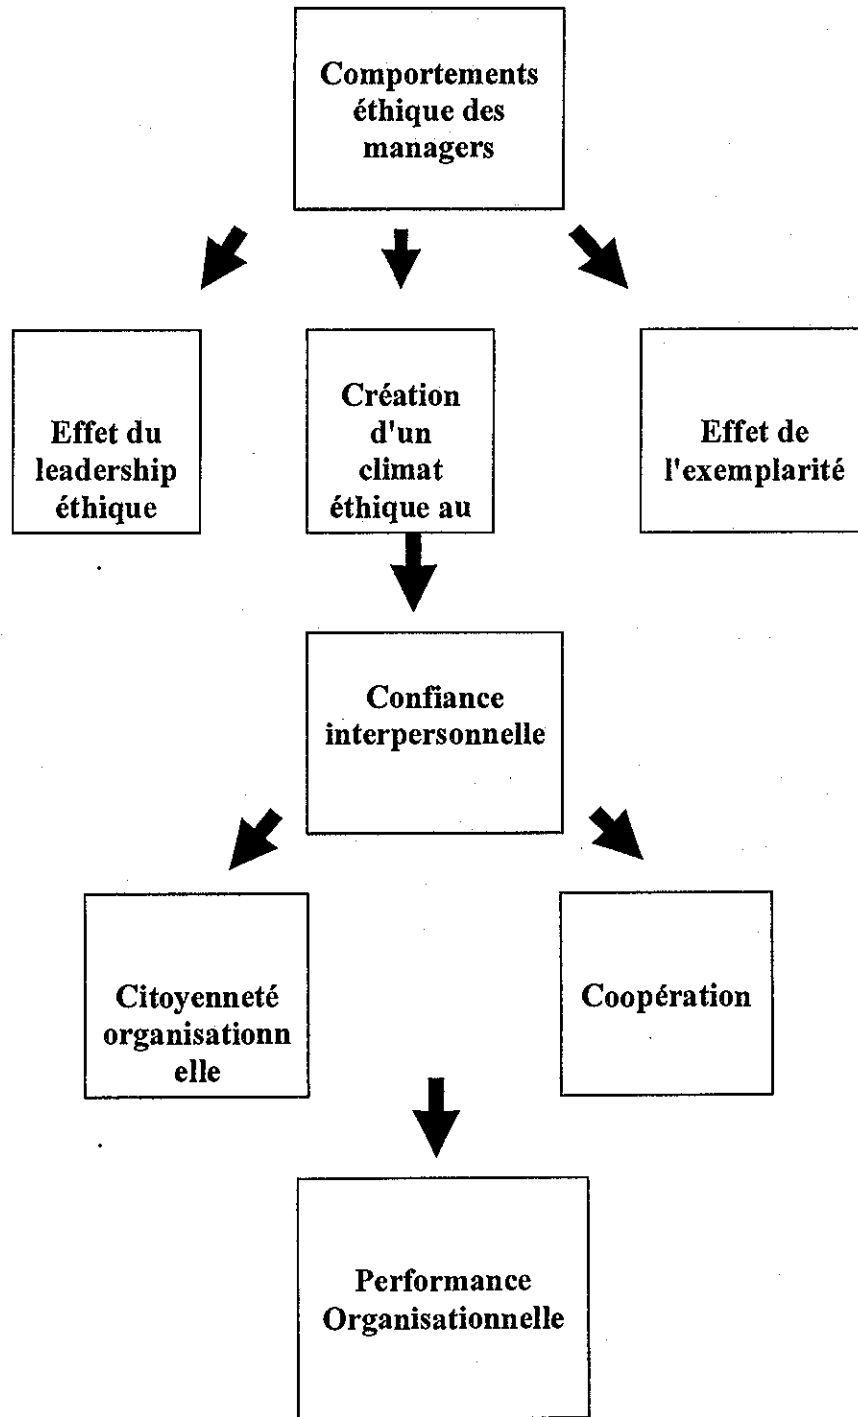 Comportements
éthique des
managers
Effet du
leadership
éthique
Création
d'un
climat
éthique au
Effet de
l'exemplarité
Confiance
interpersonnelle
Citoyenneté
organisationn
elle
Coopération
Performance
Organisationnelle